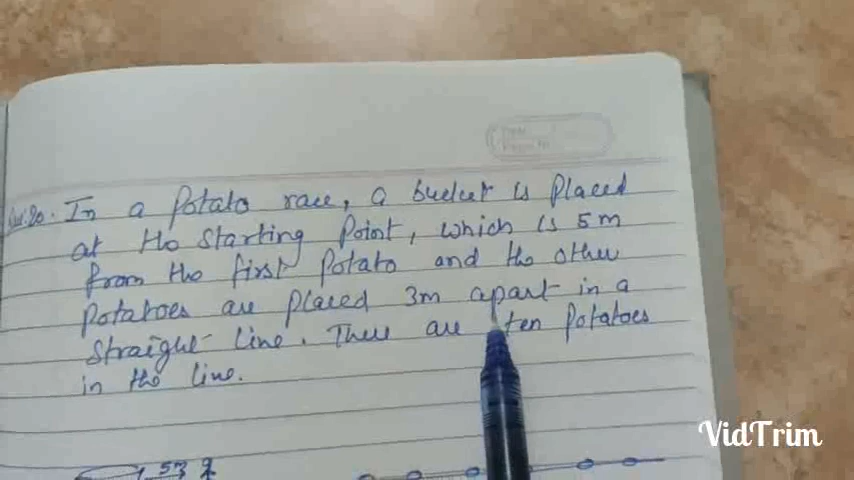 Que.20. In a Potato race, a bucket is Placed
at the starting Point, which is 5m
from the first Potato and the other
Potatoes are placed 3m apart in a
straight line. There are ten Potatoes
in the line.
VidTrim